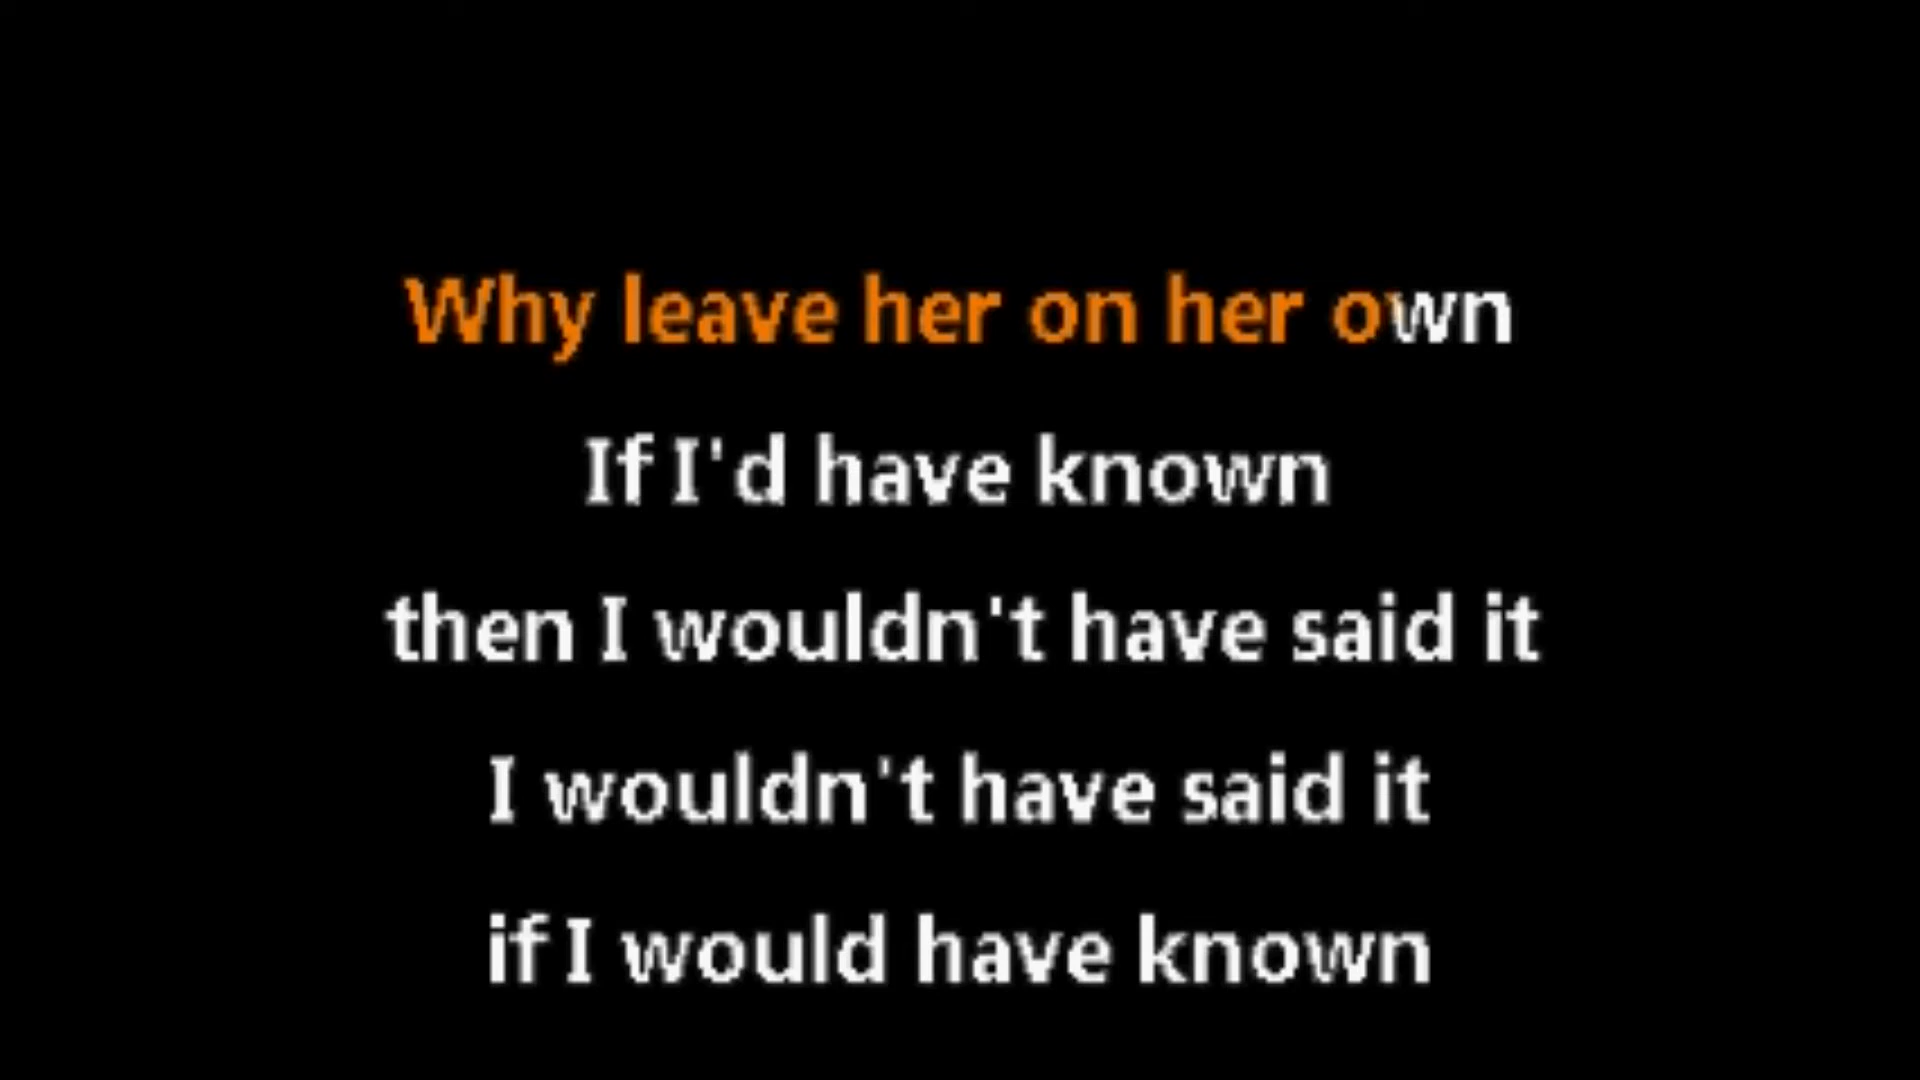 Why leave her on her own
If I'd have known
then I wouldn't have said it
I wouldn't have said it
if I would have known